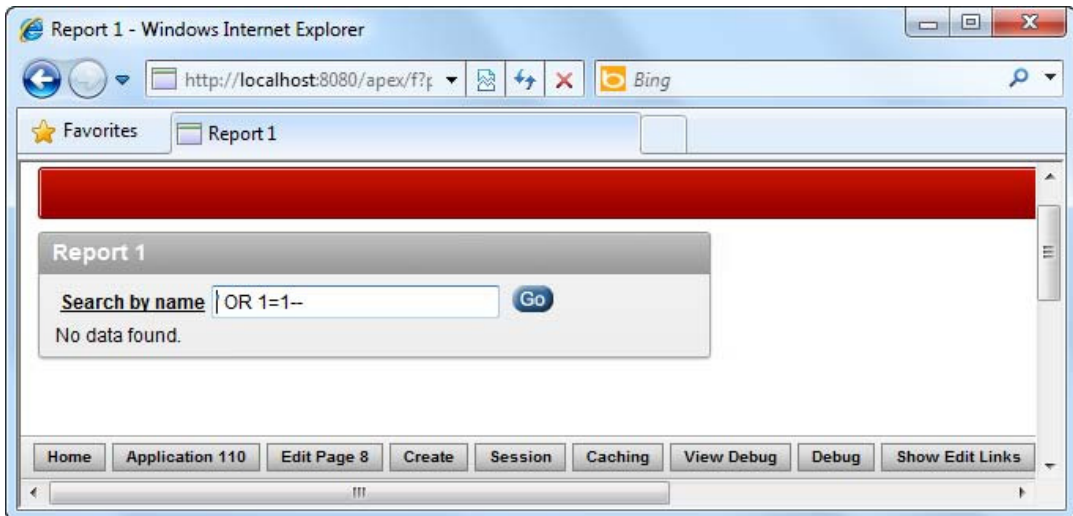 Report 1 - Windows Internet Explorer
http://localhost:8080/apex/f?p
Bing
Favorites
Report 1
Report 1
Search by name ' OR 1=1--
Go
No data found.
Home Application 110 Edit Page 8 Create Session Caching View Debug Debug Show Edit Links